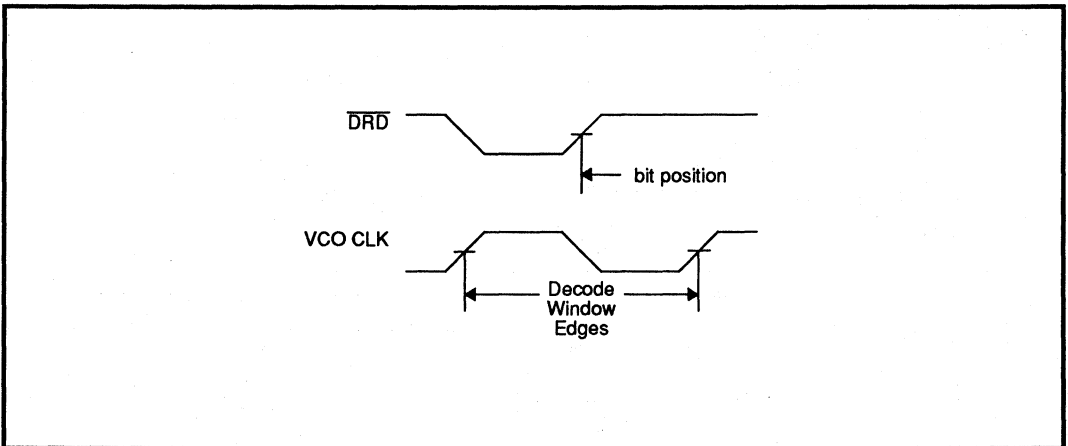 DRD
bit position
VCO CLK
Decode
Window
Edges